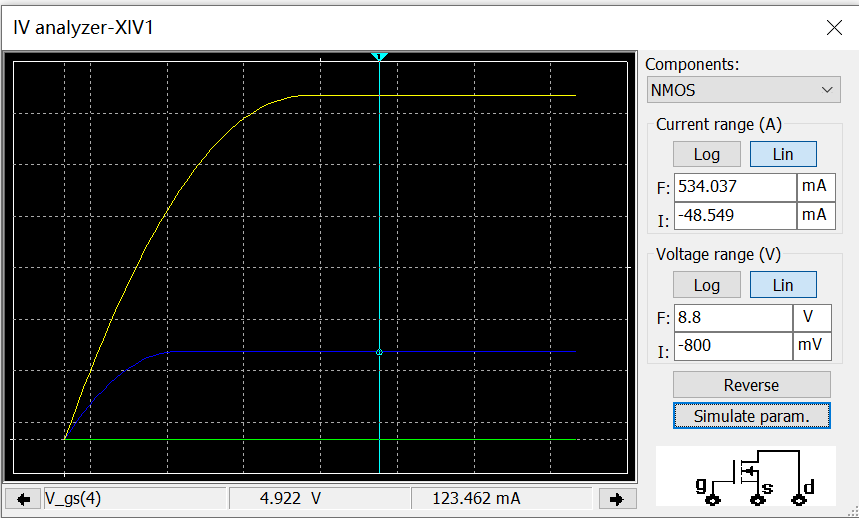 IV analyzer-XIV1
Components:
NMOS
Current range (A)
Log Lin
F: 534.037 mA
I: -48.549 mA
Voltage range (V)
Log Lin
F: 8.8 V
I: -800 mV
Reverse
Simulate param.
g s d
V_gs(4) 4.922 V 123.462 mA